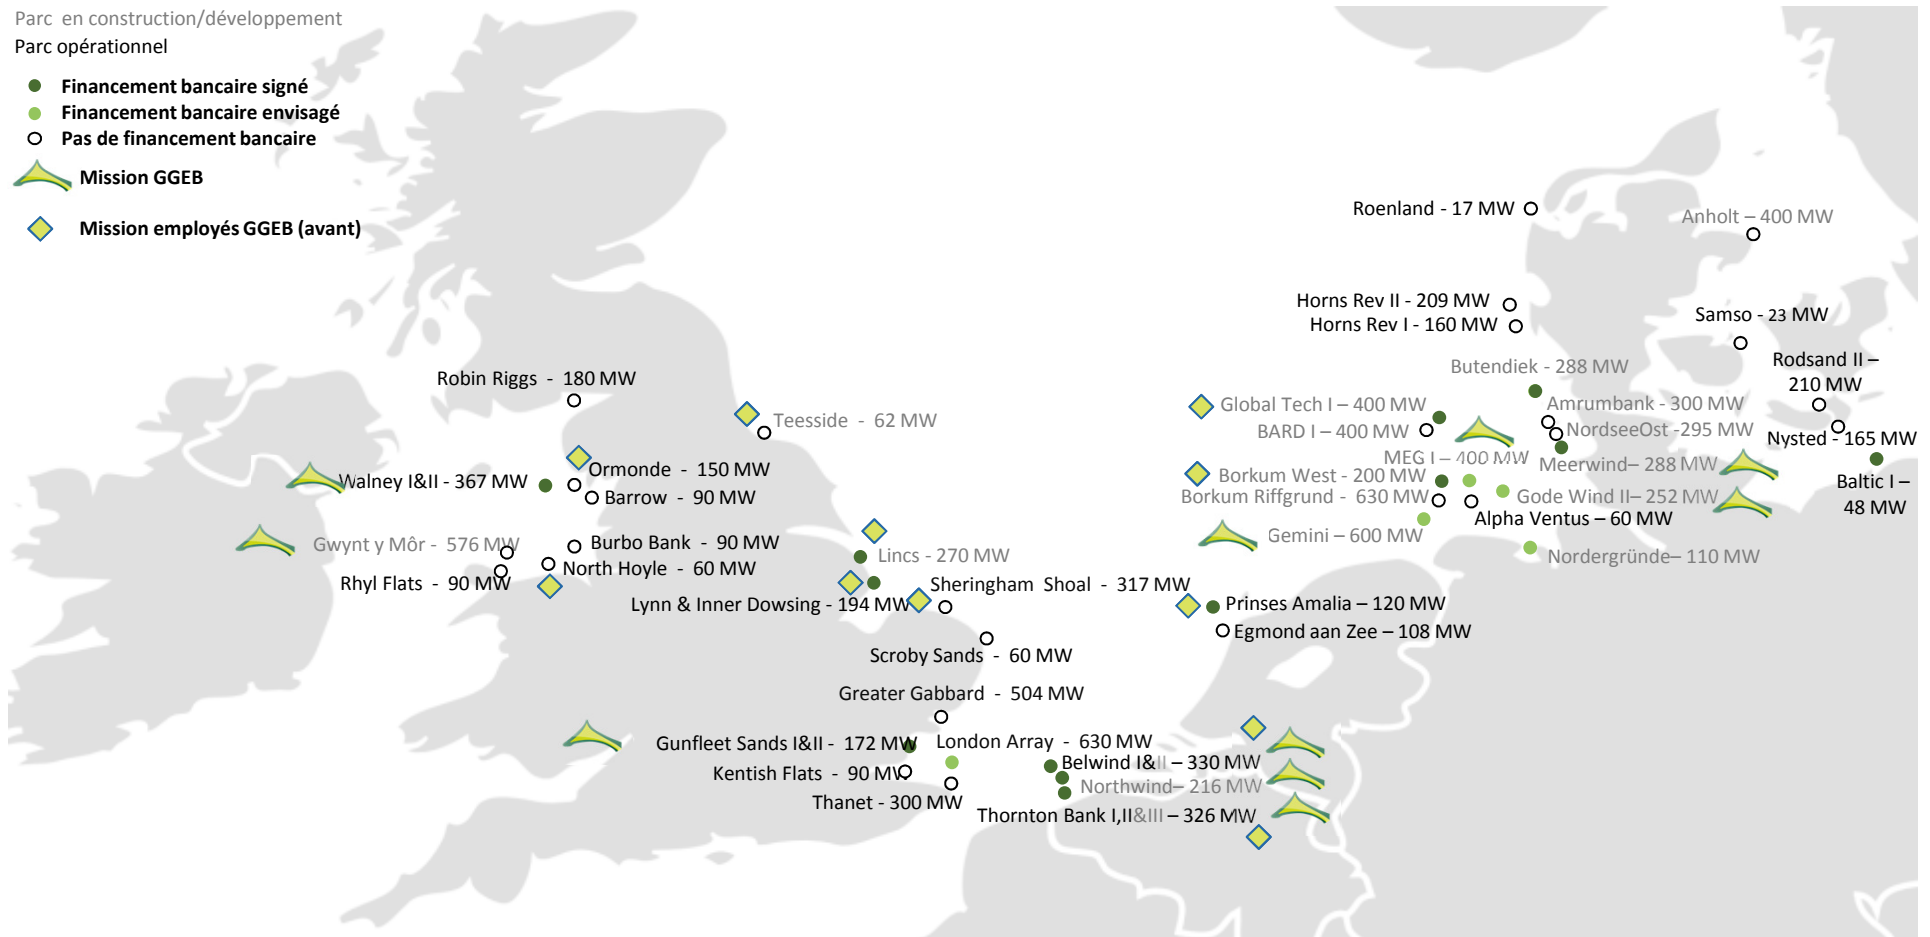 Parc en construction/développement
Parc opérationnel
Financement bancaire signé
Financement bancaire envisagé
Pas de financement bancaire
Mission GGEB
Mission employés GGEB (avant)
Roenland - 17 MW
Anholt – 400 MW
Horns Rev II - 209 MW
Horns Rev I - 160 MW
Samso - 23 MW
Butendiek - 288 MW
Rodsand II –
210 MW
Robin Riggs - 180 MW
Teesside - 62 MW
Global Tech I – 400 MW
Amrumbank - 300 MW
BARD I – 400 MW
NordseeOst -295 MW
Nysted - 165 MW
MEG I – 400 MW
Meerwind– 288 MW
Ormonde - 150 MW
Walney I&II - 367 MW
Borkum West - 200 MW
Baltic I –
48 MW
Barrow - 90 MW
Borkum Riffgrund - 630 MW
Gode Wind II– 252 MW
Alpha Ventus – 60 MW
Gwynt y Môr - 576 MW
Burbo Bank - 90 MW
Gemini – 600 MW
Lincs - 270 MW
Nordergründe– 110 MW
North Hoyle - 60 MW
Rhyl Flats - 90 MW
Sheringham Shoal - 317 MW
Lynn & Inner Dowsing - 194 MW
Prinses Amalia – 120 MW
Egmond aan Zee – 108 MW
Scroby Sands - 60 MW
Greater Gabbard - 504 MW
Gunfleet Sands I&II - 172 MW
London Array - 630 MW
Belwind I&II – 330 MW
Kentish Flats - 90 MW
Northwind– 216 MW
Thanet - 300 MW
Thornton Bank I,II&III – 326 MW